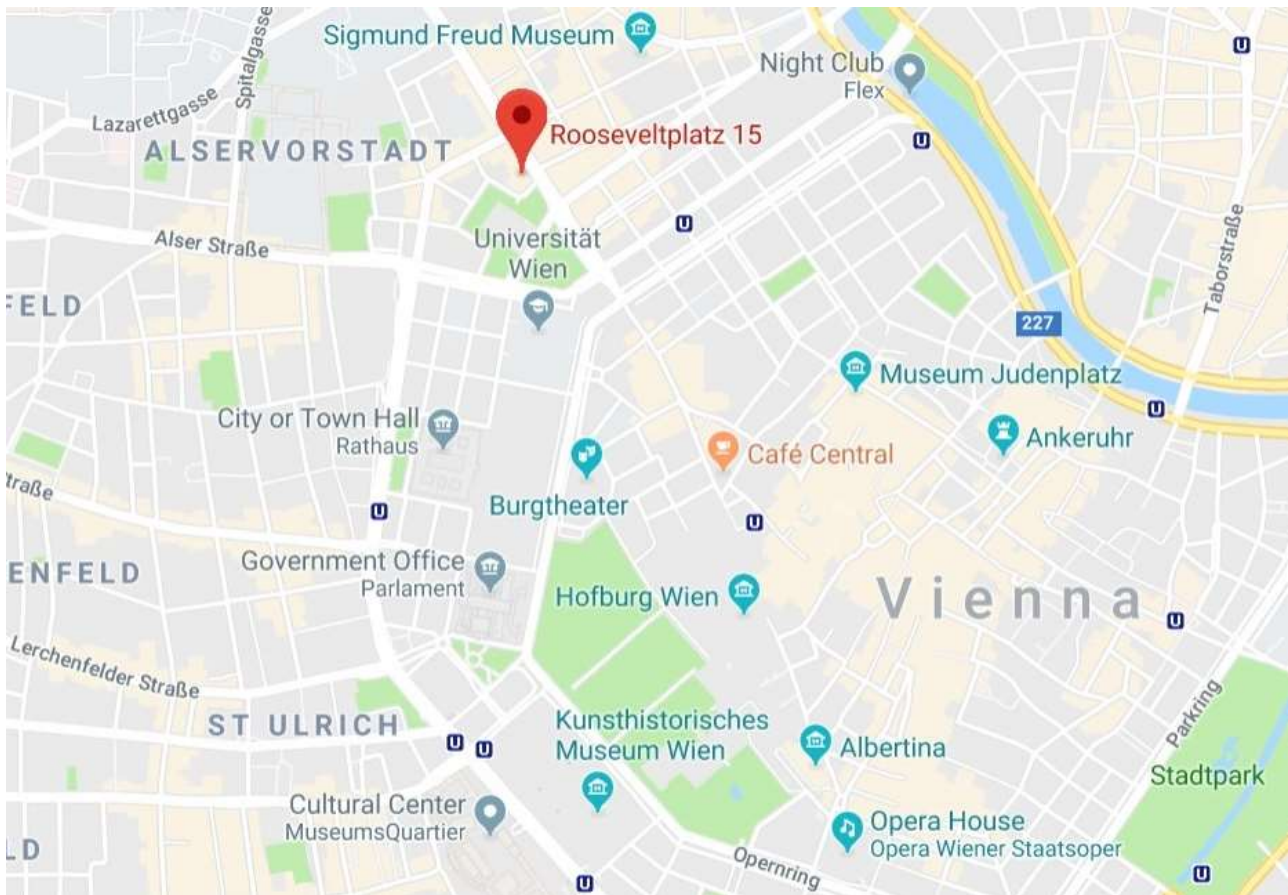 Sigmund Freud Museum
Night Club
Flex
U
Spitalgasse
Lazarettgasse
Rooseveltplatz 15
ALSERVORSTADT
U
U
Universität
Wien
Alser Straße
Taborstraße
FELD
227
Museum Judenplatz
U
City or Town Hall
Rathaus
Café Central
Ankeruhr
traße
Burgtheater
U
U
Government Office
Parlament
ENFELD
Hofburg Wien
Vienna
U
Lerchenfelder Straße
ST ULRICH
Kunsthistorisches
Museum Wien
U
U
Albertina
Parkring
Stadtpark
Cultural Center
MuseumsQuartier
Opera House
Opera Wiener Staatsoper
LD
Opernring
U
U